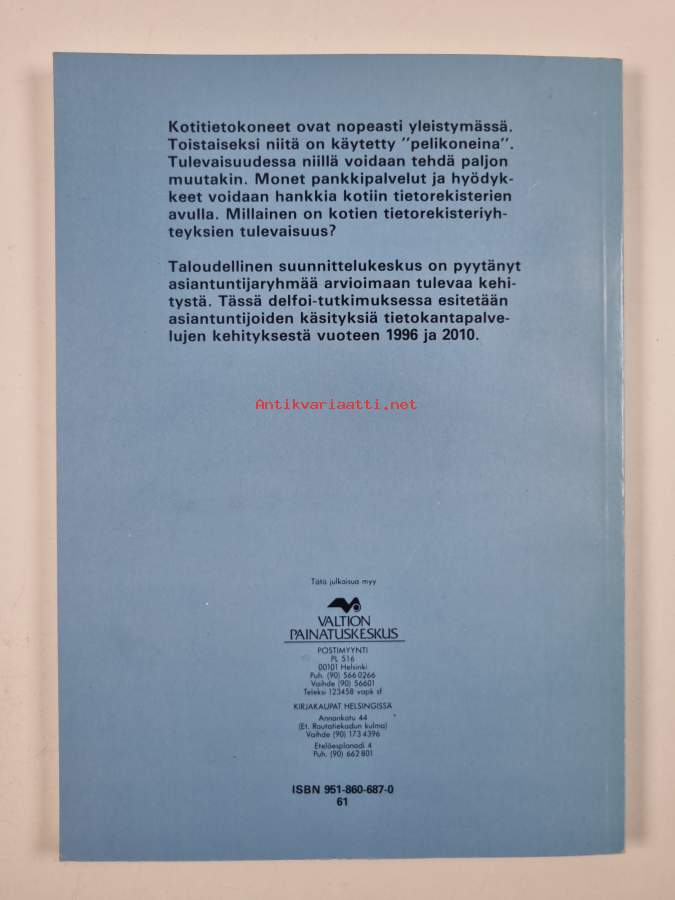 Kotitietokoneet ovat nopeasti yleistymässä.
Toistaiseksi niitä on käytetty "pelikoneina".
Tulevaisuudessa niillä voidaan tehdä paljon
muutakin. Monet pankkipalvelut ja hyödyk-
keet voidaan hankkia kotiin tietorekisterien
avulla. Millainen on kotien tietorekisteriyh-
teyksien tulevaisuus?
Taloudellinen suunnittelukeskus on pyytänyt
asiantuntijaryhmää arvioimaan tulevaa kehi-
tystä. Tässä delfoi-tutkimuksessa esitetään
asiantuntijoiden käsityksiä tietokantapalve-
lujen kehityksestä vuoteen 1996 ja 2010.
Antikvariaatti.net
Tätä julkaisua myy
VALTION
PAINATUSKESKUS
POSTIMYYNTI
PL 516
00101 Helsinki
Puh. (90) 566 0266
Vaihde (90) 56601
Teleksi 123458 vapk sf
KIRJAKAUPAT HELSINGISSÄ
Annankatu 44
(Et. Rautatiekadun kulma)
Vaihde (90) 173 4396
Eteläesplanadi 4
Puh. (90) 662 801
ISBN 951-860-687-0
61